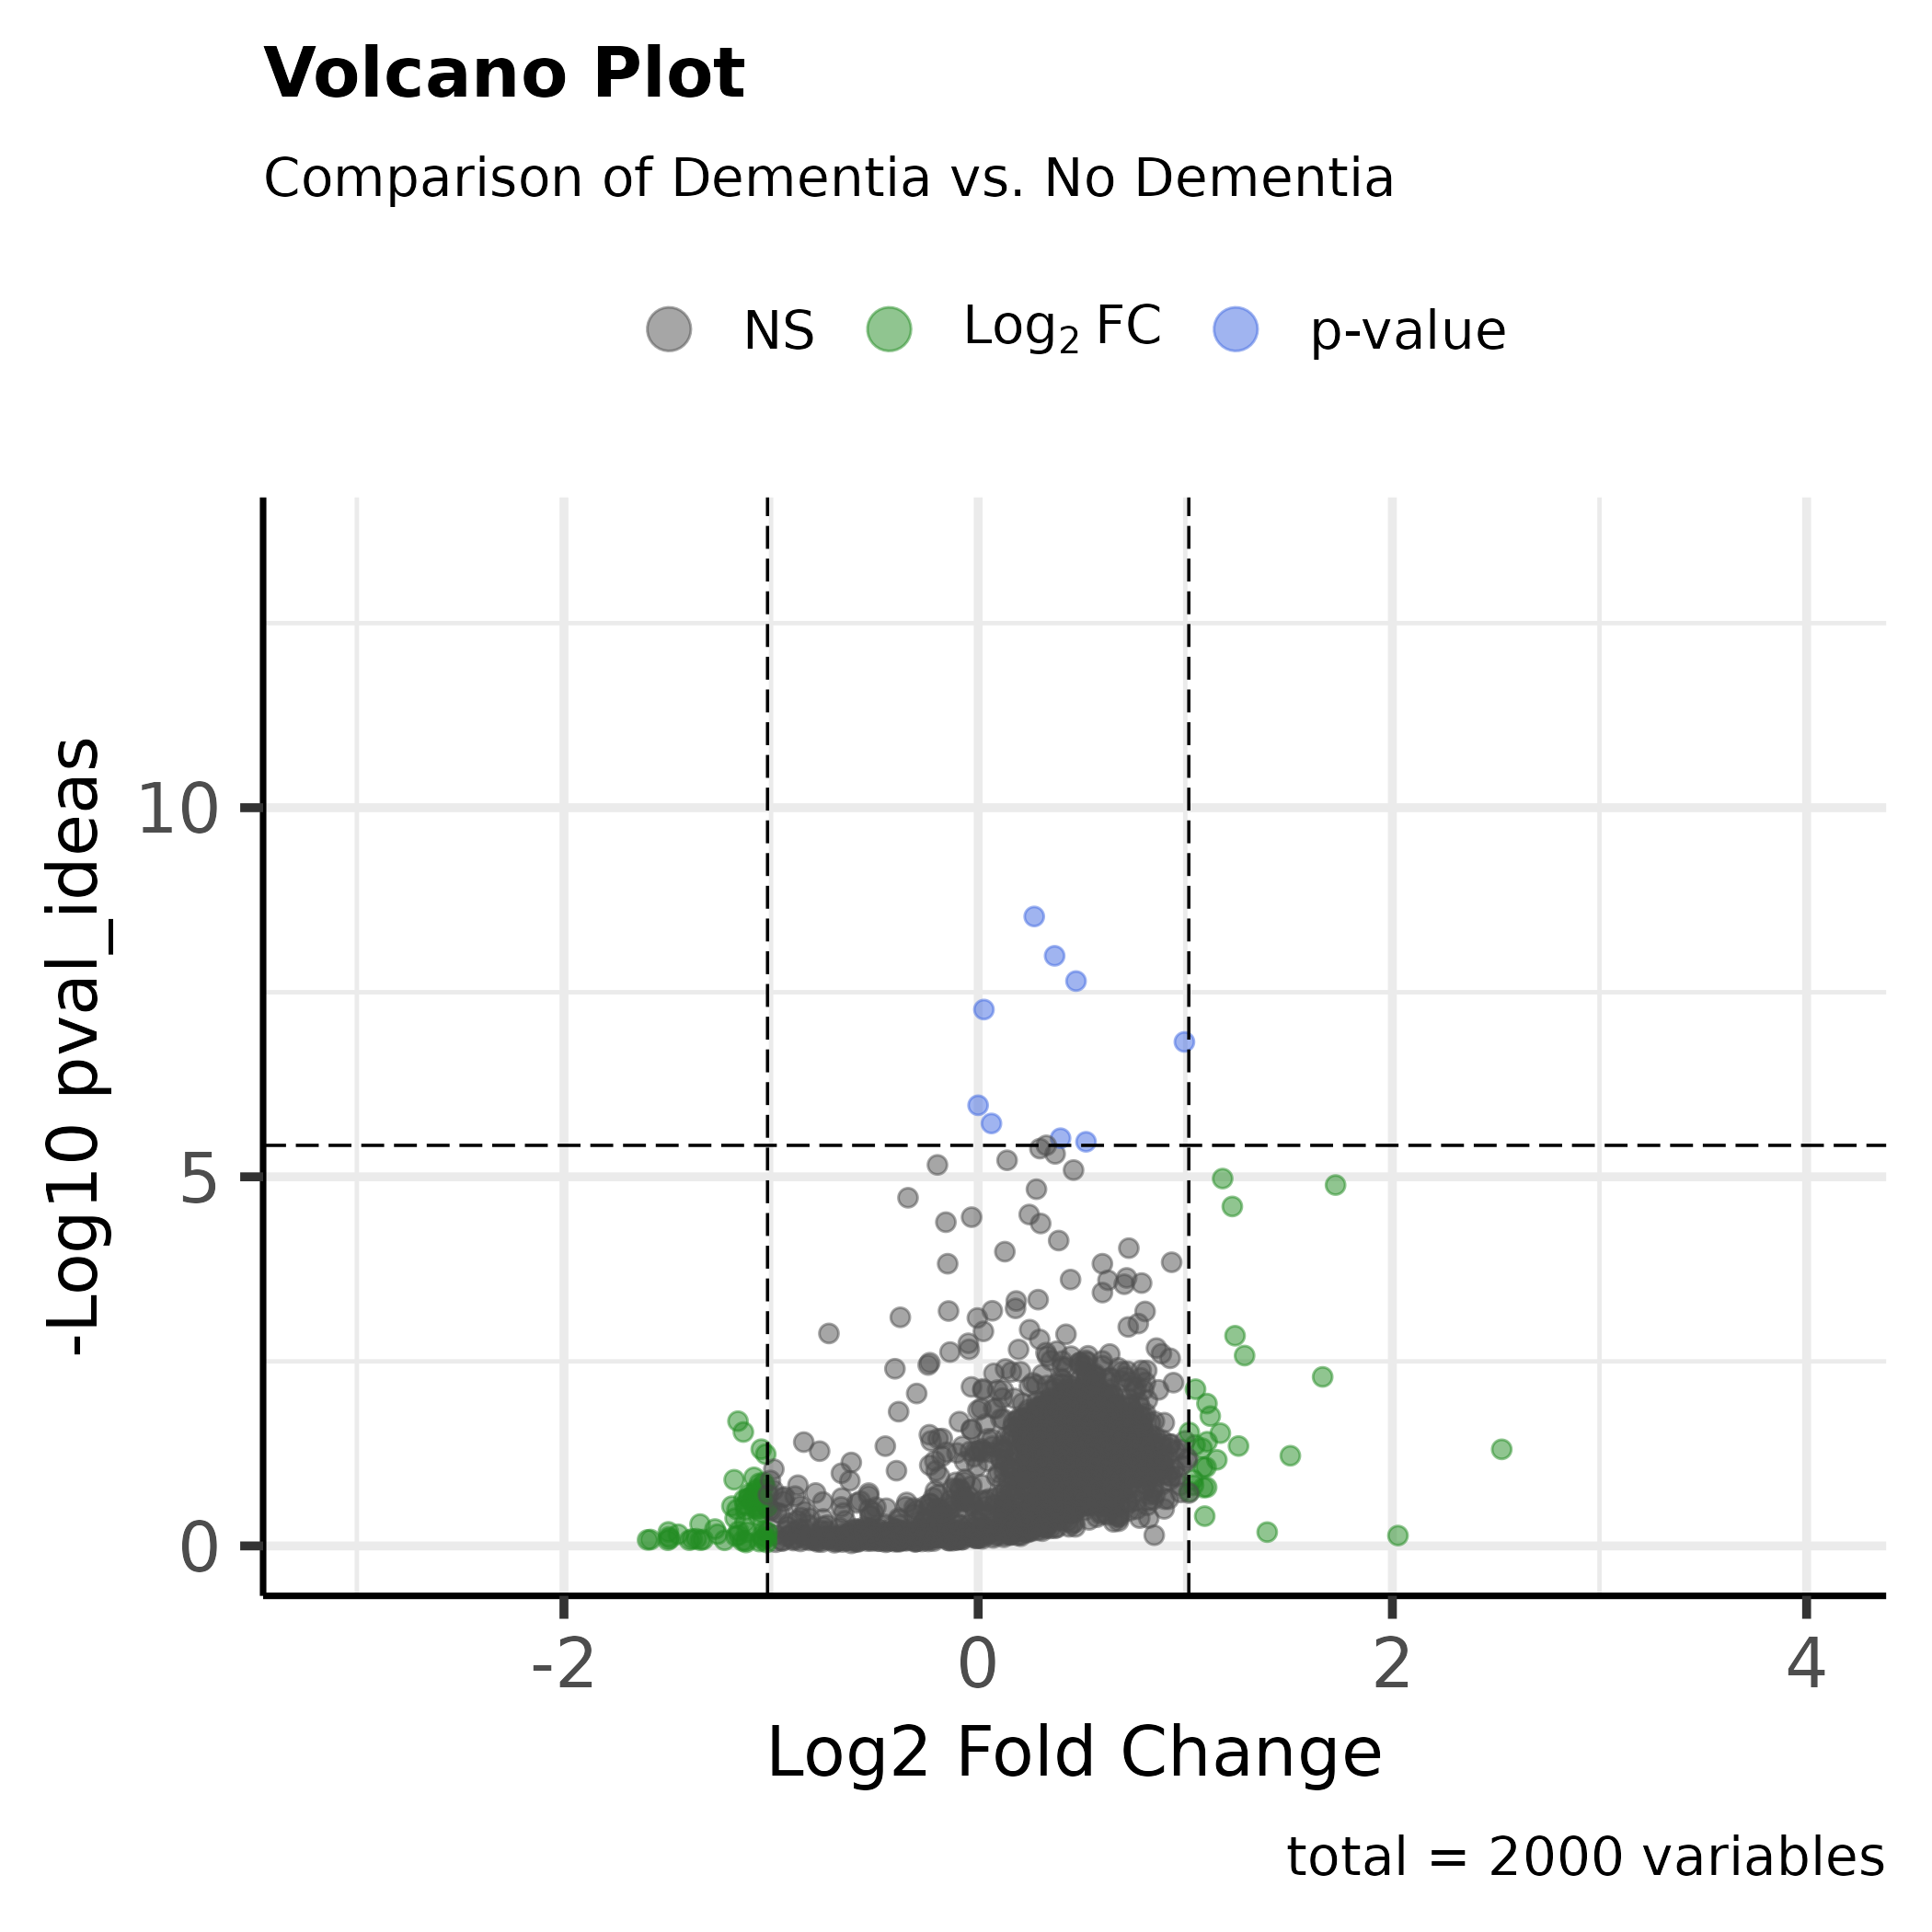 Volcano Plot
Comparison of Dementia vs. No Dementia
NS Log₂ FC p-value
-Log10 pval_ideas
10
5
0
-2 0 2 4
Log2 Fold Change
total = 2000 variables